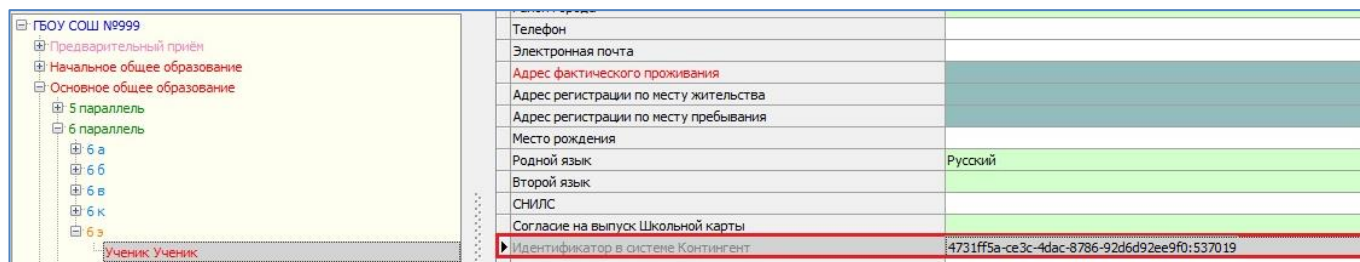 ГБОУ СОШ №999
Предварительный приём
Начальное общее образование
Основное общее образование
5 параллель
6 параллель
6 а
6 б
6 в
6 к
6 э
Ученик Ученик
Телефон
Электронная почта
Адрес фактического проживания
Адрес регистрации по месту жительства
Адрес регистрации по месту пребывания
Место рождения
Родной язык Русский
Второй язык
СНИЛС
Согласие на выпуск Школьной карты
Идентификатор в системе Контингент 4731ff5a-ce3c-4dac-8786-92d6d92ee9f0:537019